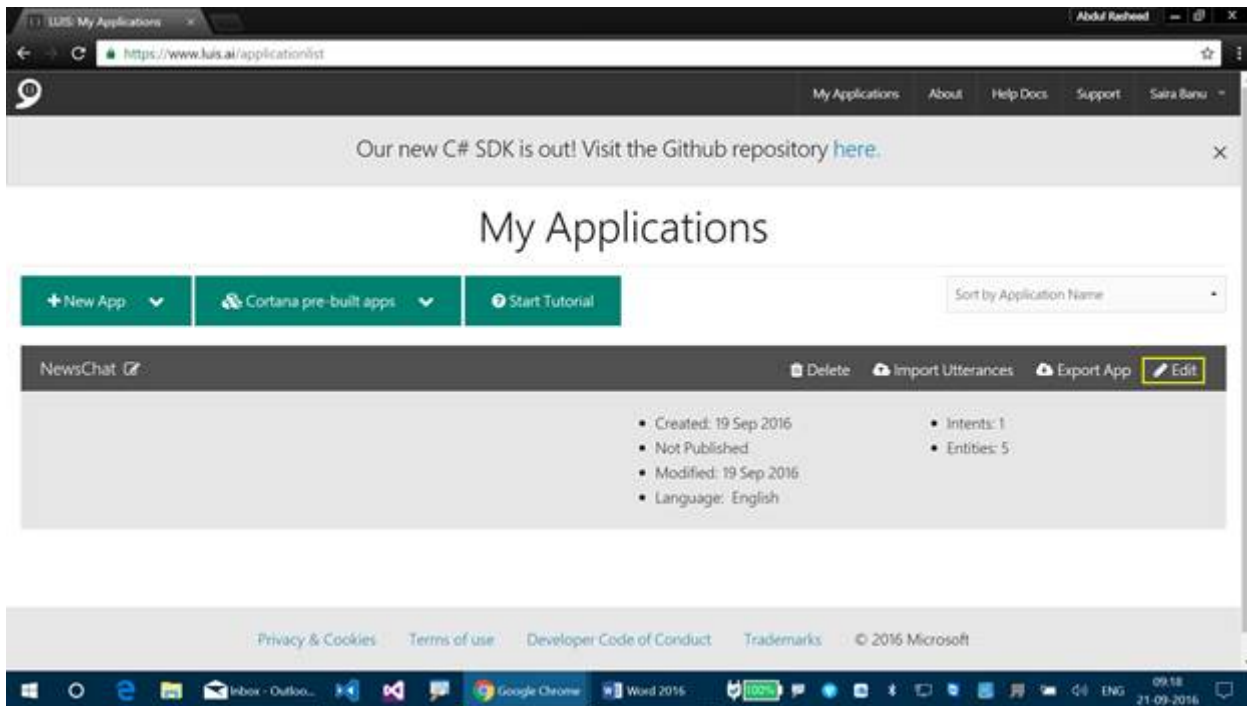 LUIS: My Applications
Abdul Rasheed
https://www.luis.ai/applicationlist
My Applications About Help Docs Support Saira Banu
Our new C# SDK is out! Visit the Github repository here.
My Applications
New App Cortana pre-built apps Start Tutorial
Sort by Application Name
NewsChat Delete Import Utterances Export App Edit
• Created: 19 Sep 2016 • Intents: 1
• Not Published • Entities: 5
• Modified: 19 Sep 2016
• Language: English
Privacy & Cookies Terms of use Developer Code of Conduct Trademarks © 2016 Microsoft
Inbox - Outloo... Google Chrome Word 2016 100% ENG 09:18
21-09-2016